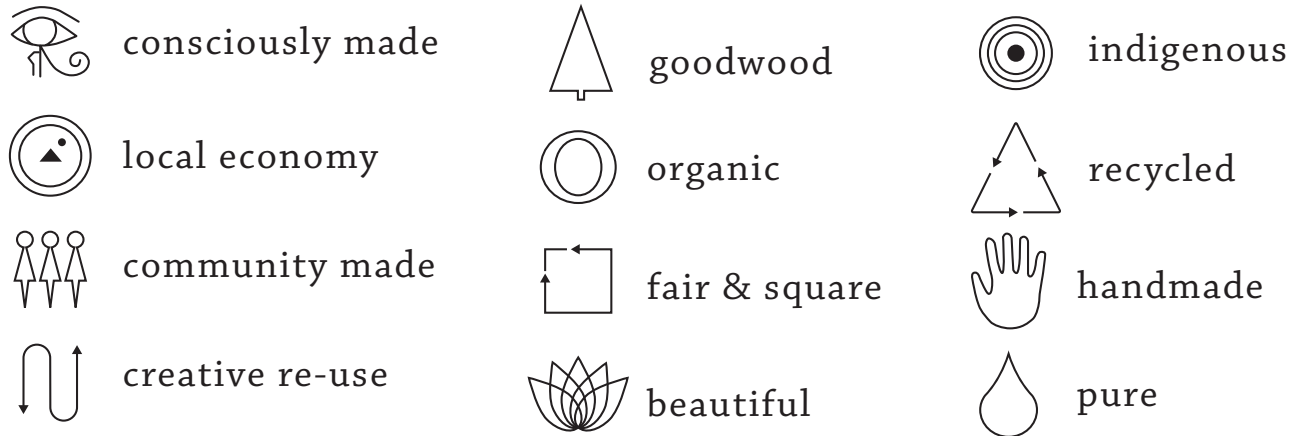 consciously made
local economy
community made
creative re-use
goodwood
organic
fair & square
beautiful
indigenous
recycled
handmade
pure